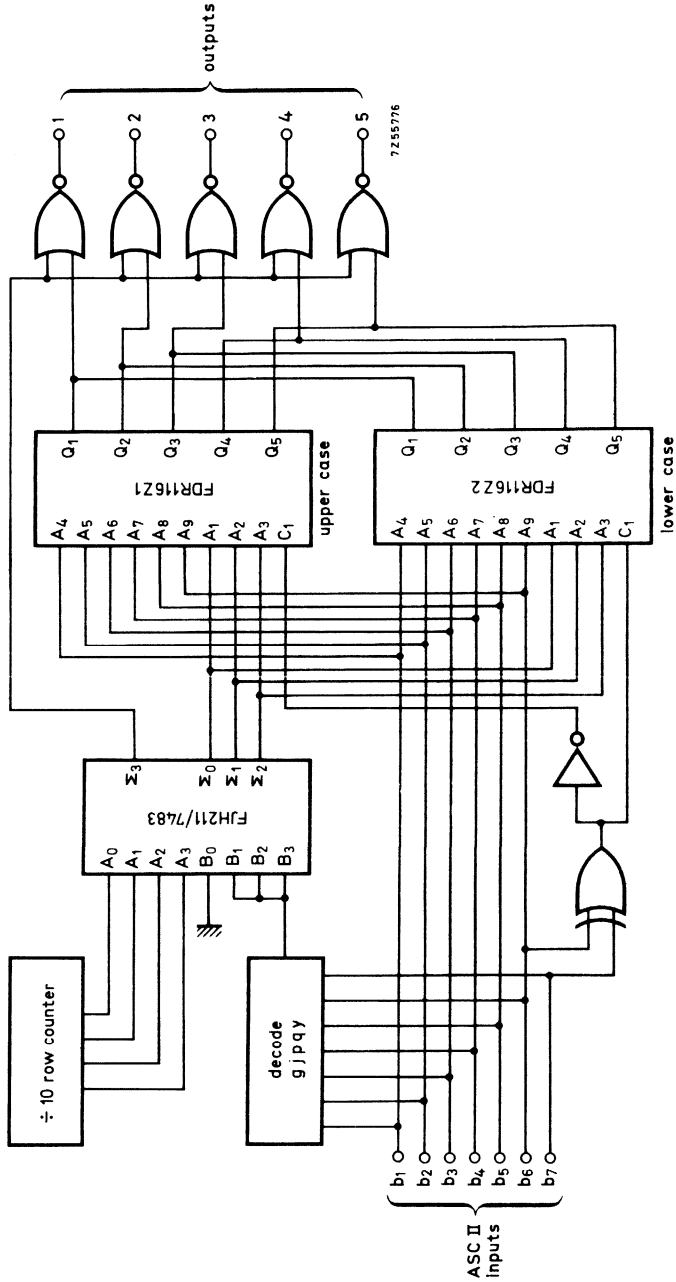 ÷ 10 row counter
decode
g j p q y
A0
A1
A2
A3
B0
B1
B2
B3
FJH211/7483
Σ3
Σ0
Σ1
Σ2
A4
A5
A6
A7
A8
A9
A1
A2
A3
C1
FDR116Z1
Q1
Q2
Q3
Q4
Q5
upper case
A4
A5
A6
A7
A8
A9
A1
A2
A3
C1
FDR116Z2
Q1
Q2
Q3
Q4
Q5
lower case
1
2
3
4
5
outputs
7Z55776
b1
b2
b3
b4
b5
b6
b7
ASC II
inputs